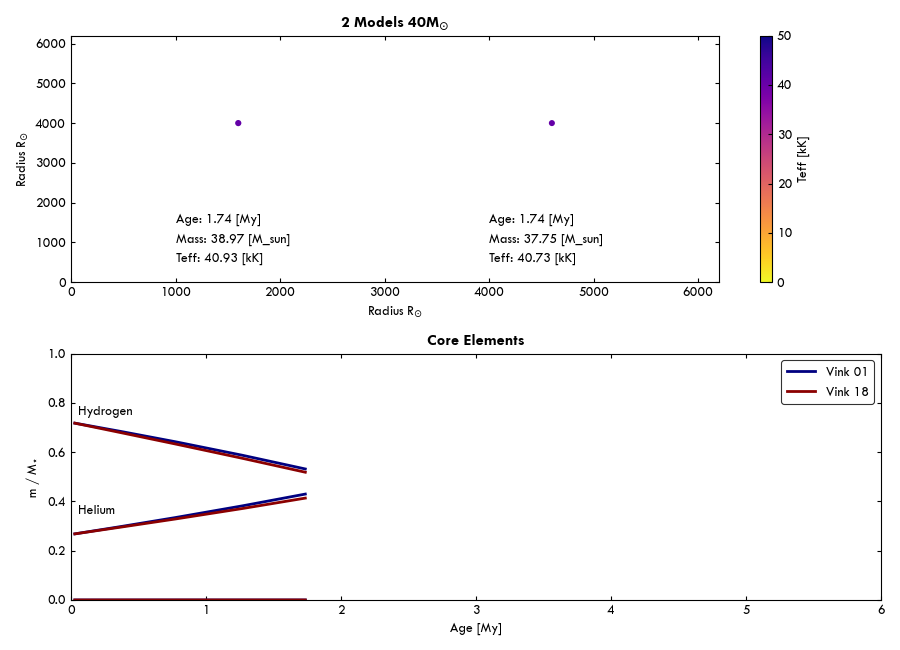 2 Models 40M⊙
6000
5000
4000
3000
2000
1000
0
Radius R⊙
Age: 1.74 [My]
Mass: 38.97 [M_sun]
Teff: 40.93 [kK]
Age: 1.74 [My]
Mass: 37.75 [M_sun]
Teff: 40.73 [kK]
0 1000 2000 3000 4000 5000 6000
Radius R⊙
50
40
30
20
10
0
Teff [kK]
Core Elements
1.0
0.8
0.6
0.4
0.2
0.0
m / M⋆
Hydrogen
Helium
Vink 01
Vink 18
0 1 2 3 4 5 6
Age [My]